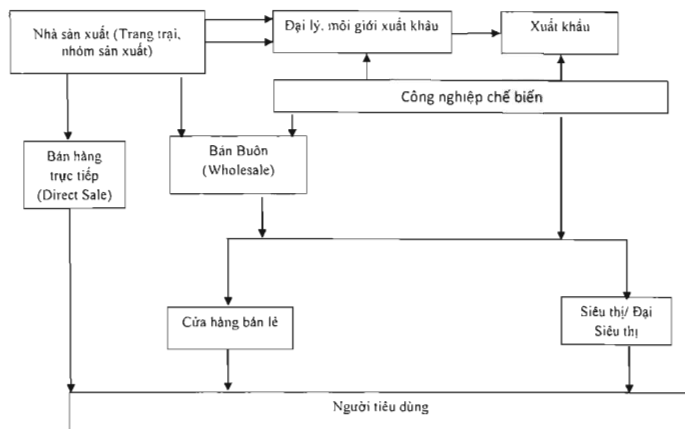 Nhà sản xuất (Trang trại,
nhóm sản xuất)
Đại lý, môi giới xuất khẩu
Xuất khẩu
Công nghiệp chế biến
Bán hàng
trực tiếp
(Direct Sale)
Bán Buôn
(Wholesale)
Cửa hàng bán lẻ
Siêu thị/ Đại
Siêu thị
Người tiêu dùng